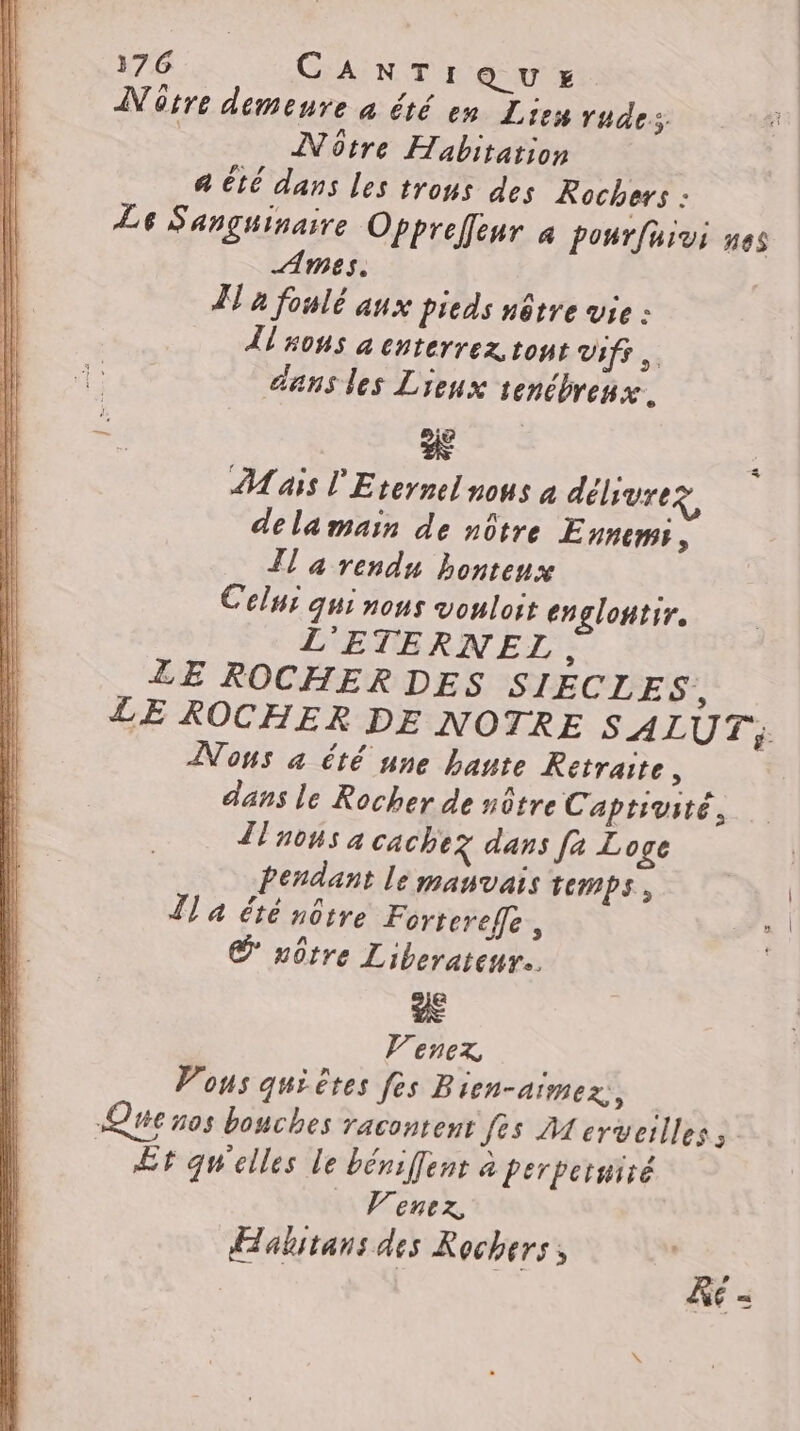 176 CANTIQUE
Nôtre demeure a été en Lieu rude;
Nôtre Habitation
a été dans les trous des Rochers :
Le Sanguinaire Oppreſſeur a pourſuivi nos
Ames.
Il a foulé aux pieds nôtre vie :
Il nous a enterrez, tout vifs,
dans les Lieux tenébreux.
Mais l'Eternel nous a délivrez,
de la main de nôtre Ennemi,
Il a rendu honteux
Celui qui nous vouloit engloutir.
L'ETERNEL,
LE ROCHER DES SIECLES,
LE ROCHER DE NOTRE SALUT;
Nous a été une haute Retraite,
dans le Rocher de nôtre Captivité,
Il nous a cachez dans ſa Loge
pendant le mauvais temps,
Il a été nôtre Fortereſſe,
& nôtre Liberateur.
Venez,
Vous qui êtes ſes Bien-aimez,
Que nos bouches racontent ſes Merveilles;
Et qu'elles le béniſſent à perpetuité
Venez,
Habitans des Rochers,
Ré-